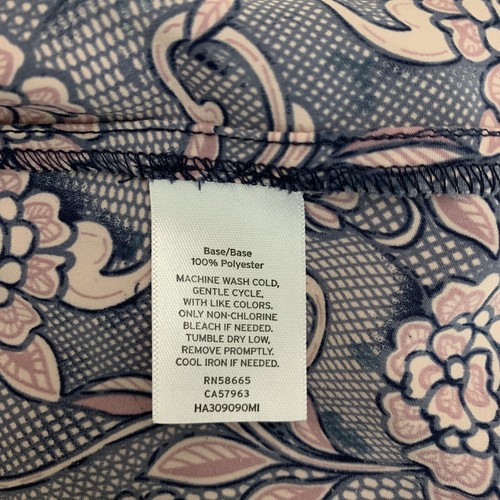 Base/Base
100% Polyester
MACHINE WASH COLD,
GENTLE CYCLE,
WITH LIKE COLORS.
ONLY NON-CHLORINE
BLEACH IF NEEDED.
TUMBLE DRY LOW,
REMOVE PROMPTLY.
COOL IRON IF NEEDED.
RN58665
CA57963
HA309090MI